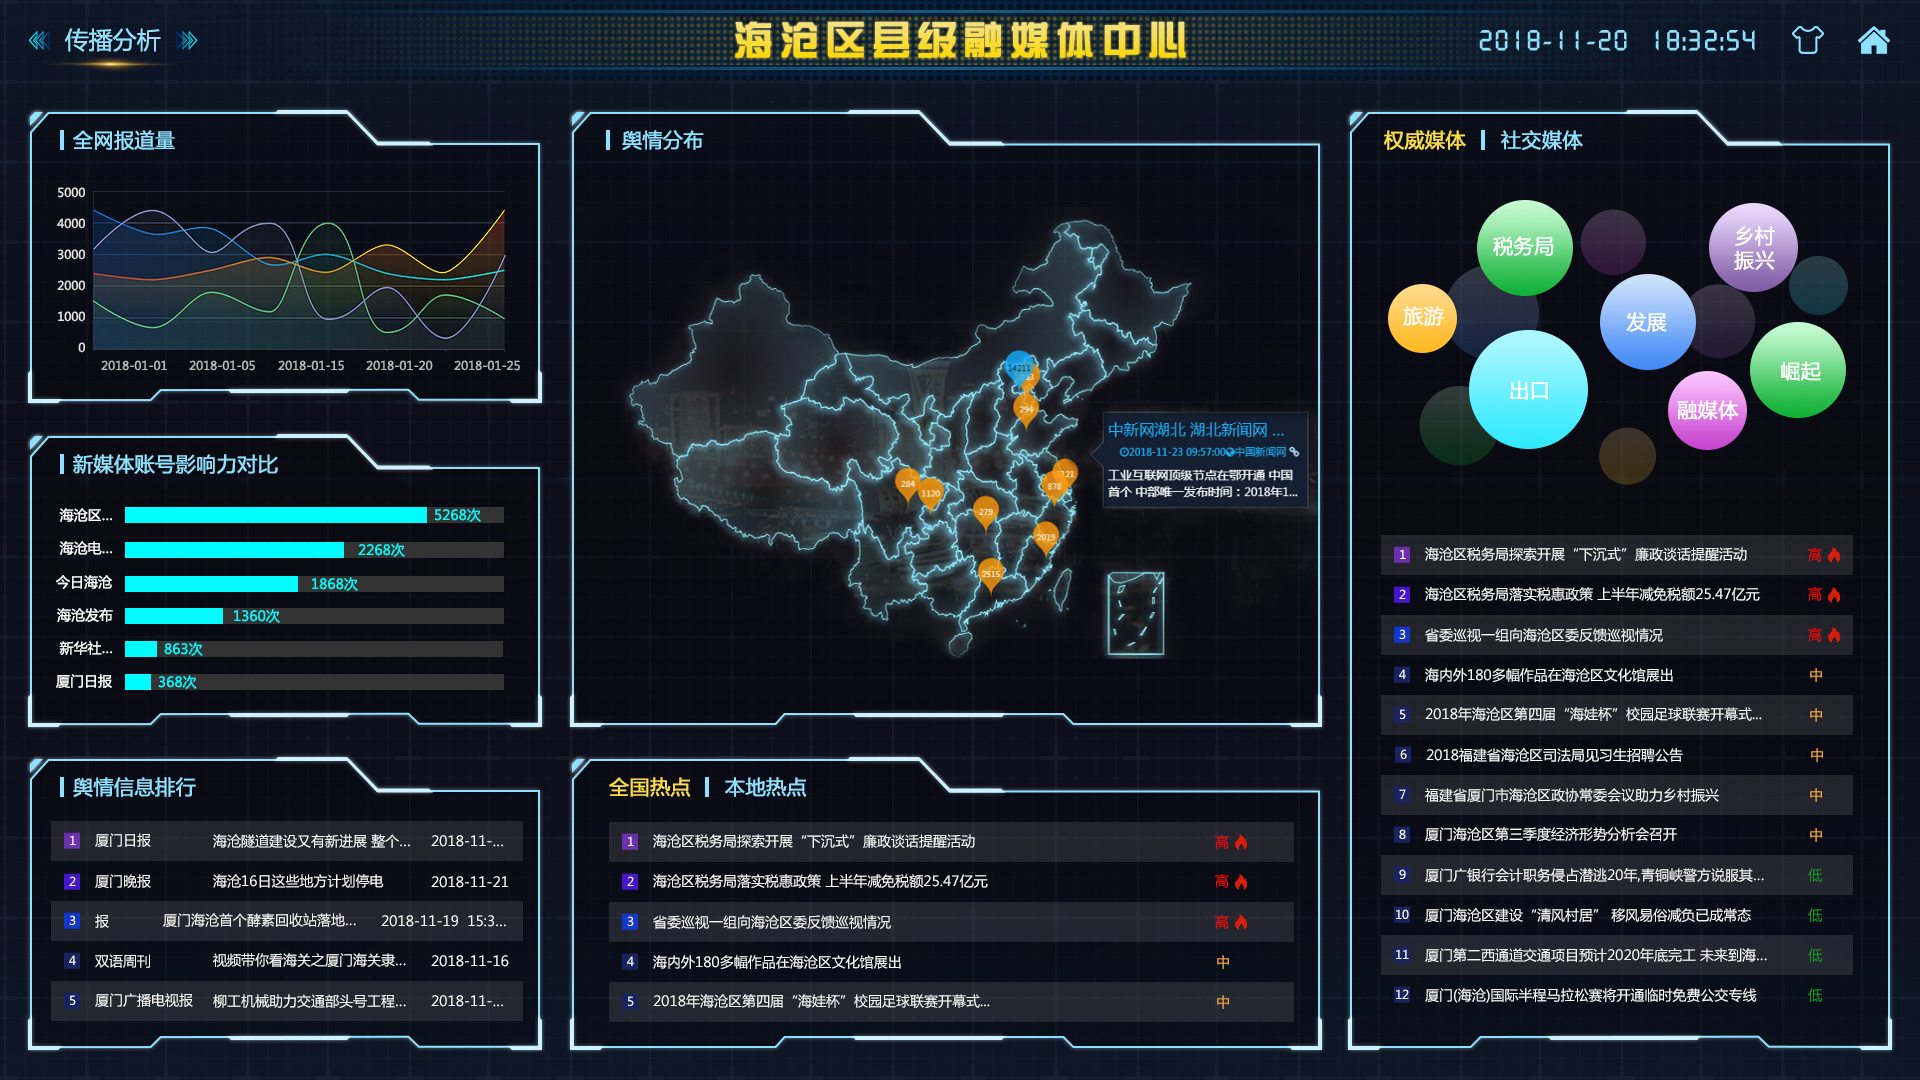 传播分析
海沧区县级融媒体中心
2018-11-20 18:32:54
全网报道量
5000
4000
3000
2000
1000
0
2018-01-01 2018-01-05 2018-01-15 2018-01-20 2018-01-25
新媒体账号影响力对比
海沧区... 5268次
海沧电... 2268次
今日海沧 1868次
海沧发布 1360次
新华社... 863次
厦门日报 368次
舆情信息排行
1 厦门日报 海沧隧道建设又有新进展 整个... 2018-11-...
2 厦门晚报 海沧16日这些地方计划停电 2018-11-21
3 报 厦门海沧首个酵素回收站落地... 2018-11-19 15:3...
4 双语周刊 视频带你看海关之厦门海关隶... 2018-11-16
5 厦门广播电视报 柳工机械助力交通部头号工程... 2018-11-...
舆情分布
14211
294
284
1120
279
878
2019
2515
中新网湖北 湖北新闻网 ...
2018-11-23 09:57:00 中国新闻网
工业互联网顶级节点在鄂开通 中国
首个 中部唯一发布时间：2018年1...
全国热点 本地热点
1 海沧区税务局探索开展“下沉式”廉政谈话提醒活动 高
2 海沧区税务局落实税惠政策 上半年减免税额25.47亿元 高
3 省委巡视一组向海沧区委反馈巡视情况 高
4 海内外180多幅作品在海沧区文化馆展出 中
5 2018年海沧区第四届“海娃杯”校园足球联赛开幕式... 中
权威媒体 社交媒体
税务局
乡村
振兴
旅游
发展
出口
崛起
融媒体
1 海沧区税务局探索开展“下沉式”廉政谈话提醒活动 高
2 海沧区税务局落实税惠政策 上半年减免税额25.47亿元 高
3 省委巡视一组向海沧区委反馈巡视情况 高
4 海内外180多幅作品在海沧区文化馆展出 中
5 2018年海沧区第四届“海娃杯”校园足球联赛开幕式... 中
6 2018福建省海沧区司法局见习生招聘公告 中
7 福建省厦门市海沧区政协常委会议助力乡村振兴 中
8 厦门海沧区第三季度经济形势分析会召开 中
9 厦门广银行会计职务侵占潜逃20年,青铜峡警方说服其... 低
10 厦门海沧区建设“清风村居” 移风易俗减负已成常态 低
11 厦门第二西通道交通项目预计2020年底完工 未来到海... 低
12 厦门(海沧)国际半程马拉松赛将开通临时免费公交专线 低